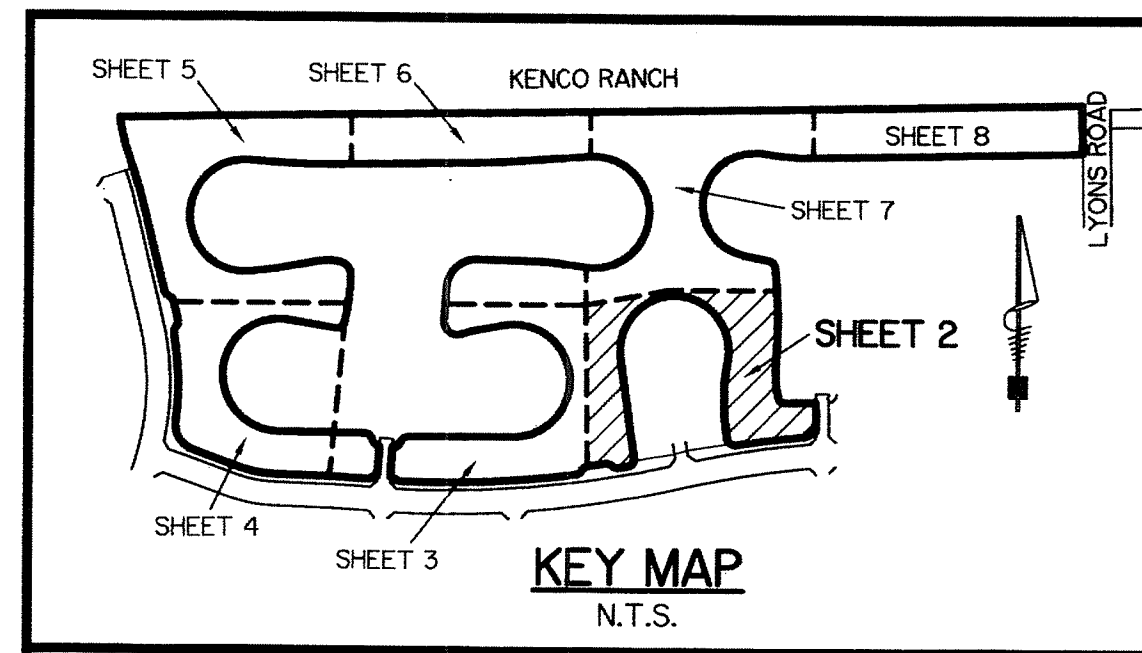 SHEET 5
SHEET 6
KENCO RANCH
SHEET 8
LYONS ROAD
SHEET 7
SHEET 2
SHEET 4
SHEET 3
KEY MAP
N.T.S.